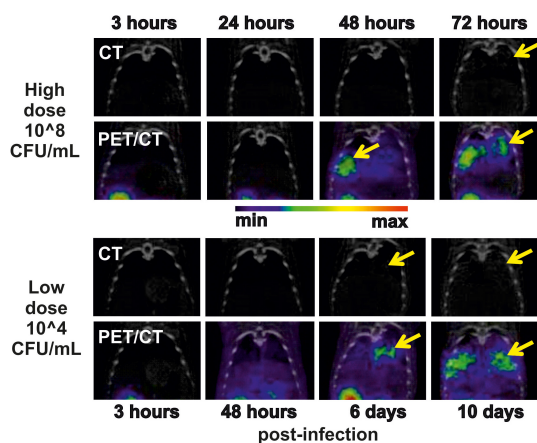 3 hours 24 hours 48 hours 72 hours
CT
High
dose
10^8
CFU/mL
PET/CT
min max
CT
Low
dose
10^4
CFU/mL
PET/CT
3 hours 48 hours 6 days 10 days
post-infection